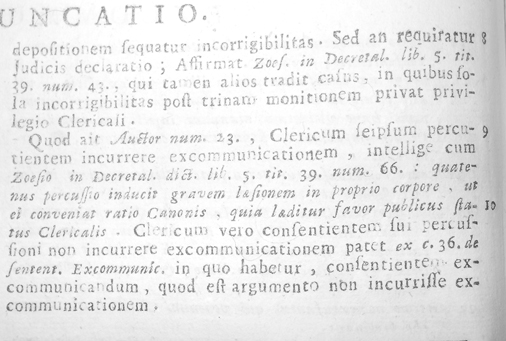 UNCATIO.
depositionem sequatur incorrigibilitas. Sed an requiratur 8
Judicis declaratio; Affirmat Zoes. in Decretal. lib. 5. tit.
39. num. 43., qui tamen alios tradit casus, in quibus so-
la incorrigibilitas post trinam monitionem privat privi-
legio Clericali.
Quod ait Auctor num. 23., Clericum seipsum percu- 9
tientem incurrere excommunicationem, intellige cum
Zoesio in Decretal. dict. lib. 5. tit. 39. num. 66.: quate-
nus percussio inducit gravem læsionem in proprio corpore, ut
ei conveniat ratio Canonis, quia læditur favor publicus sta- 10
tus Clericalis. Clericum vero consentientem sui percus-
sioni non incurrere excommunicationem patet ex c. 36. de
sentent. Excommunic. in quo habetur, consentientem ex-
communicandum, quod est argumento non incurrisse ex-
communicationem.